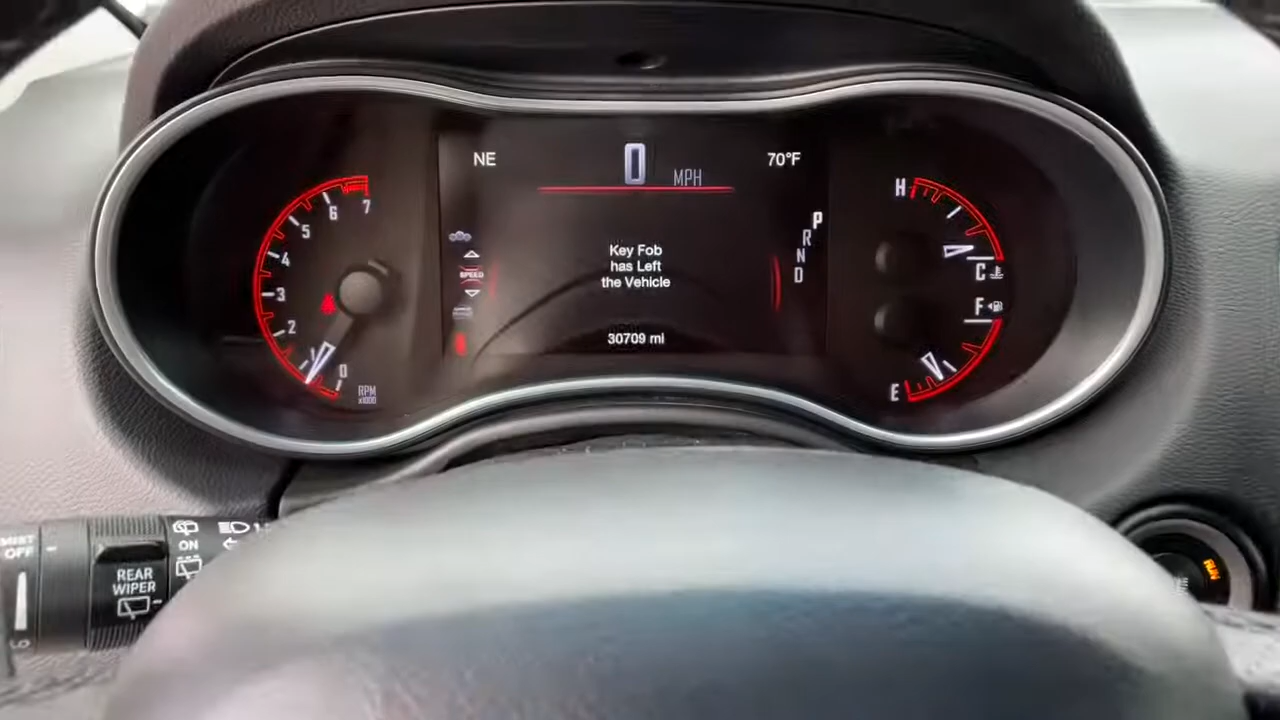 NE
0 MPH
70°F
7
6
5
4
3
2
1
0
RPM
x1000
SPEED
Key Fob
has Left
the Vehicle
30709 mi
P
R
N
D
H
C
F
E
MIST
OFF
ON
REAR
WIPER
RUN